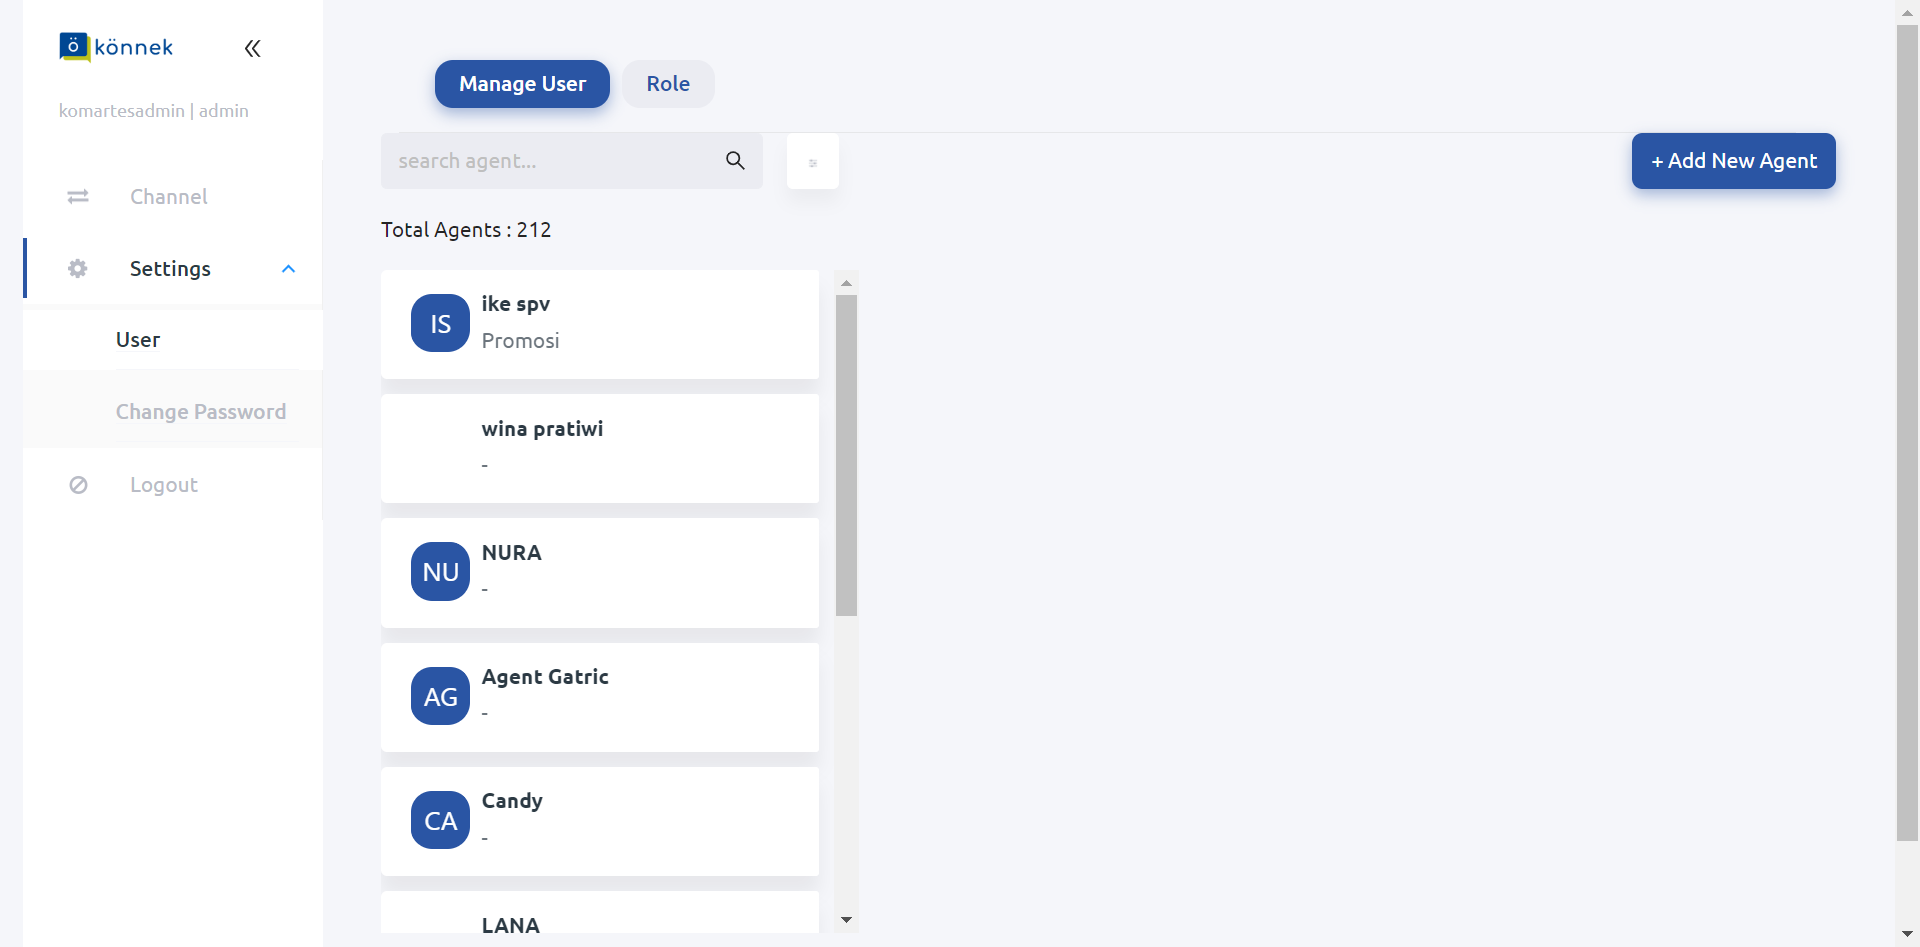 könnek
komartesadmin | admin
Channel
Settings
User
Change Password
Logout
Manage User
Role
search agent...
+ Add New Agent
Total Agents : 212
IS
ike spv
Promosi
wina pratiwi
-
NU
NURA
-
AG
Agent Gatric
-
CA
Candy
-
LANA